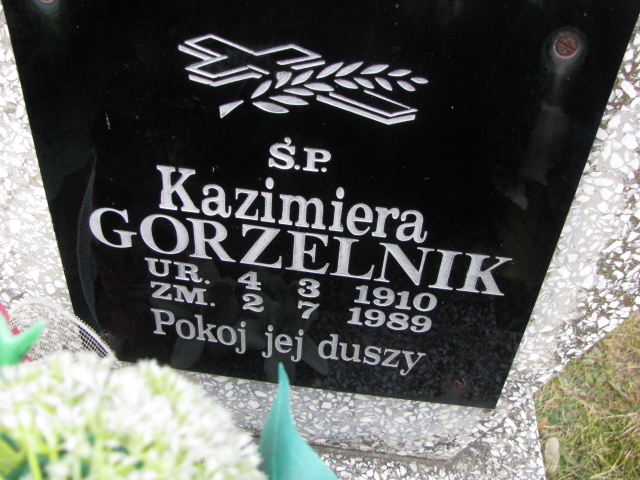 Ś.P.
Kazimiera
GORZELNIK
UR. 4 3 1910
ZM. 2 7 1989
Pokoj jej duszy